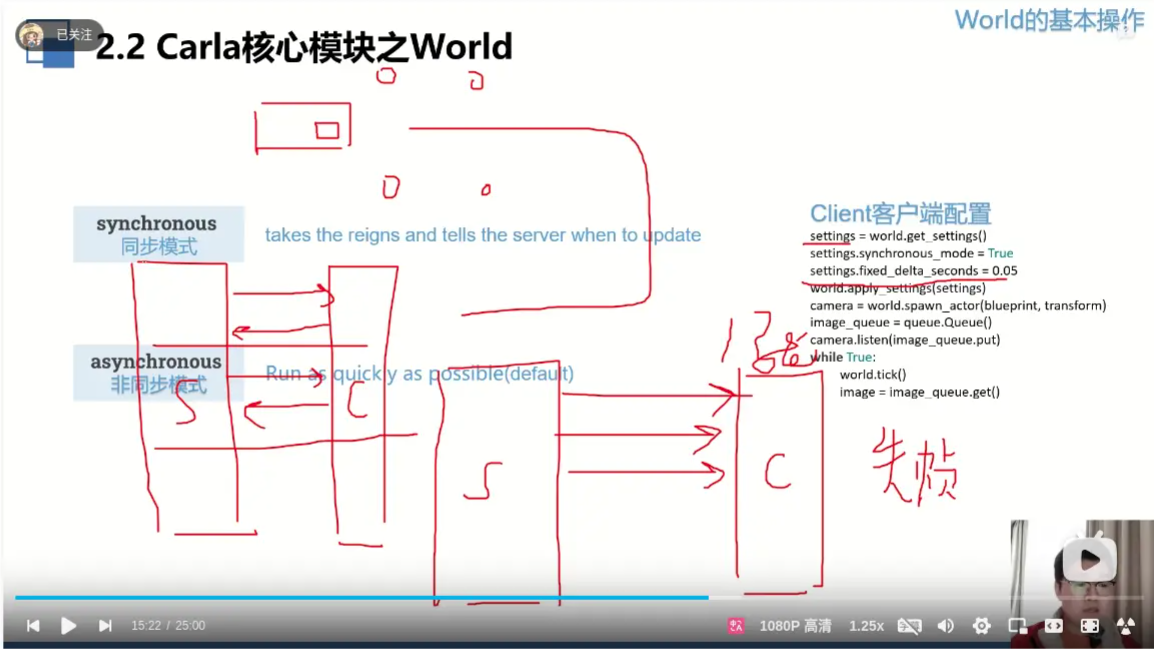 World的基本操作
已关注
2.2 Carla核心模块之World
synchronous
同步模式
takes the reigns and tells the server when to update
asynchronous
非同步模式
Run as quickly as possible(default)
S
C
S
C
失帧
Client客户端配置
settings = world.get_settings()
settings.synchronous_mode = True
settings.fixed_delta_seconds = 0.05
world.apply_settings(settings)
camera = world.spawn_actor(blueprint, transform)
image_queue = queue.Queue()
camera.listen(image_queue.put)
while True:
world.tick()
image = image_queue.get()
15:22 / 25:00
1080P 高清
1.25x